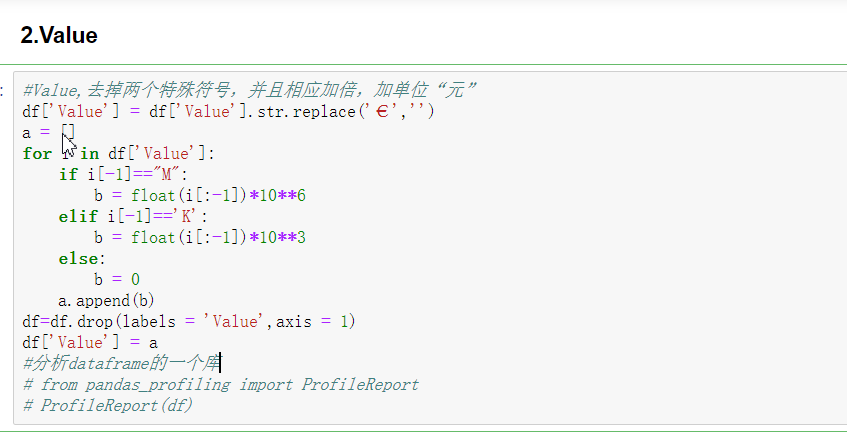 2.Value
:
#Value,去掉两个特殊符号，并且相应加倍，加单位“元”
df['Value'] = df['Value'].str.replace('€','')
a = []
for i in df['Value']:
    if i[-1]=="M":
        b = float(i[:-1])*10**6
    elif i[-1]=='K':
        b = float(i[:-1])*10**3
    else:
        b = 0
    a.append(b)
df=df.drop(labels = 'Value',axis = 1)
df['Value'] = a
#分析dataframe的一个库
# from pandas_profiling import ProfileReport
# ProfileReport(df)